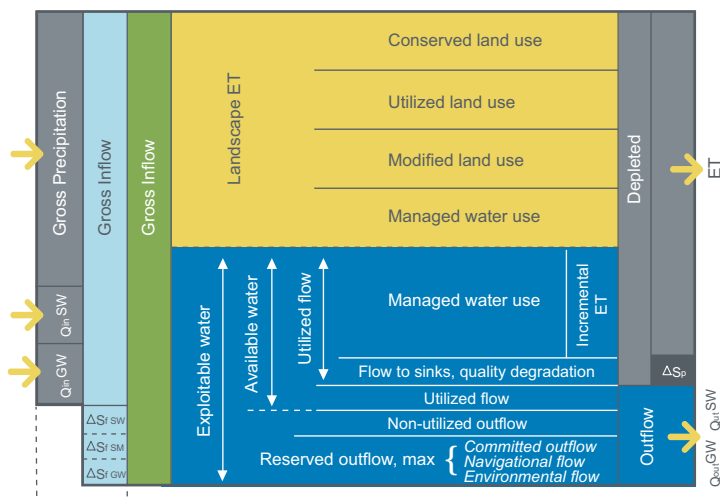 Gross Precipitation
Qin SW
Qin GW
Gross Inflow
ΔSf SW
ΔSf SM
ΔSf GW
Gross Inflow
Landscape ET
Conserved land use
Utilized land use
Modified land use
Managed water use
Exploitable water
Available water
Utilized flow
Managed water use
Incremental
ET
Flow to sinks, quality degradation
Utilized flow
Non-utilized outflow
Reserved outflow, max {
Committed outflow
Navigational flow
Environmental flow
Depleted
ΔSp
Outflow
ET
Qout GW Qut SW